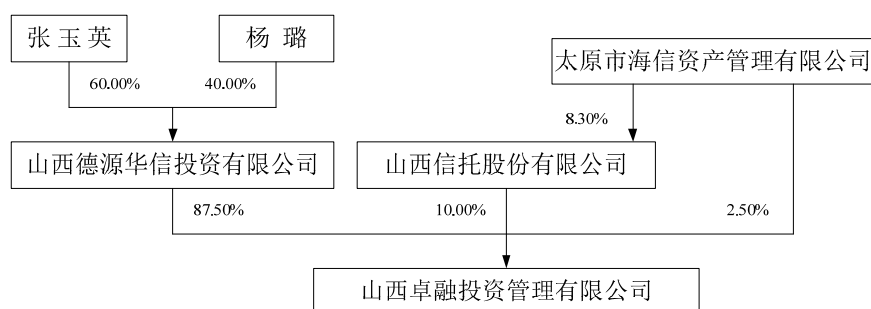 张玉英
杨 璐
太原市海信资产管理有限公司
60.00%
40.00%
8.30%
山西德源华信投资有限公司
山西信托股份有限公司
87.50%
10.00%
2.50%
山西卓融投资管理有限公司